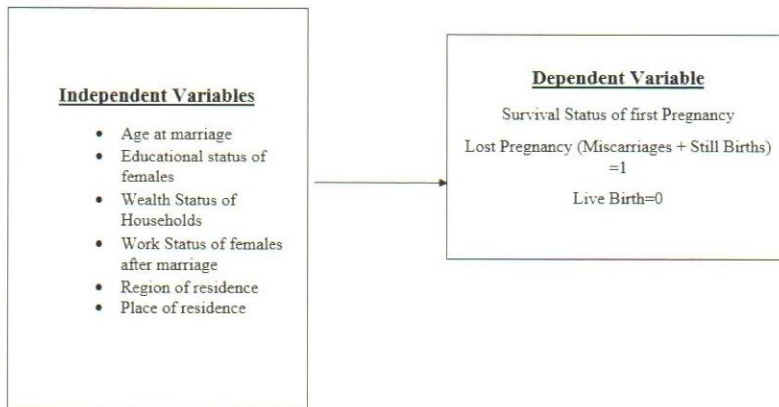 Independent Variables
• Age at marriage
• Educational status of
females
• Wealth Status of
Households
• Work Status of females
after marriage
• Region of residence
• Place of residence
Dependent Variable
Survival Status of first Pregnancy
Lost Pregnancy (Miscarriages + Still Births)
=1
Live Birth=0